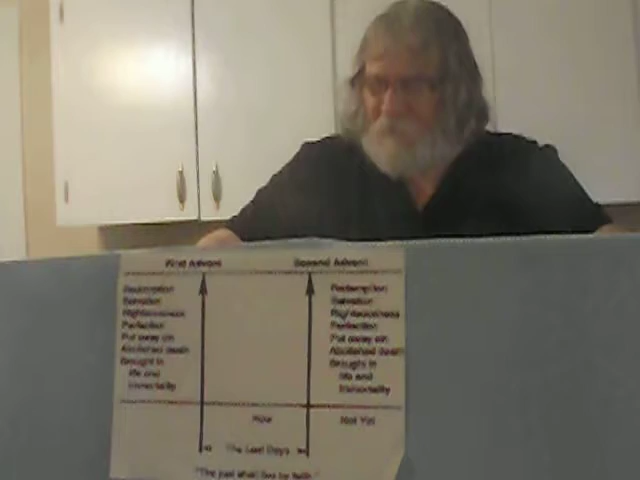 First Advent Second Advent
Redemption Redemption
Salvation Salvation
Righteousness Righteousness
Perfection Perfection
Put away sin Put away sin
Abolished death Abolished death
Brought in Brought in
life and life and
immortality immortality
Now Not Yet
The Last Days
"The just shall live by faith."